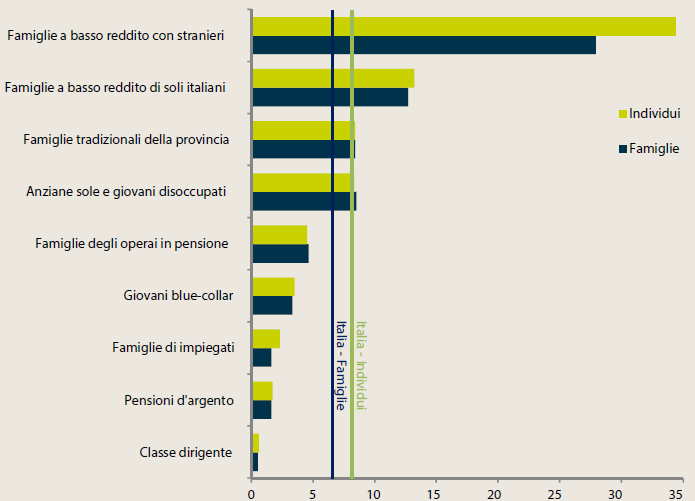 Famiglie a basso reddito con stranieri
Famiglie a basso reddito di soli italiani
Famiglie tradizionali della provincia
Anziane sole e giovani disoccupati
Famiglie degli operai in pensione
Giovani blue-collar
Famiglie di impiegati
Pensioni d'argento
Classe dirigente
Individui
Famiglie
Italia - Famiglie
Italia - Individui
0 5 10 15 20 25 30 35